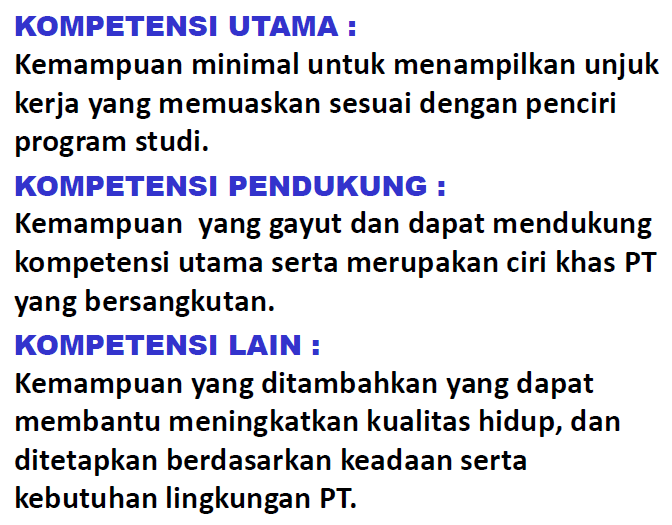 KOMPETENSI UTAMA :
Kemampuan minimal untuk menampilkan unjuk
kerja yang memuaskan sesuai dengan penciri
program studi.
KOMPETENSI PENDUKUNG :
Kemampuan  yang gayut dan dapat mendukung
kompetensi utama serta merupakan ciri khas PT
yang bersangkutan.
KOMPETENSI LAIN :
Kemampuan yang ditambahkan yang dapat
membantu meningkatkan kualitas hidup, dan
ditetapkan berdasarkan keadaan serta
kebutuhan lingkungan PT.